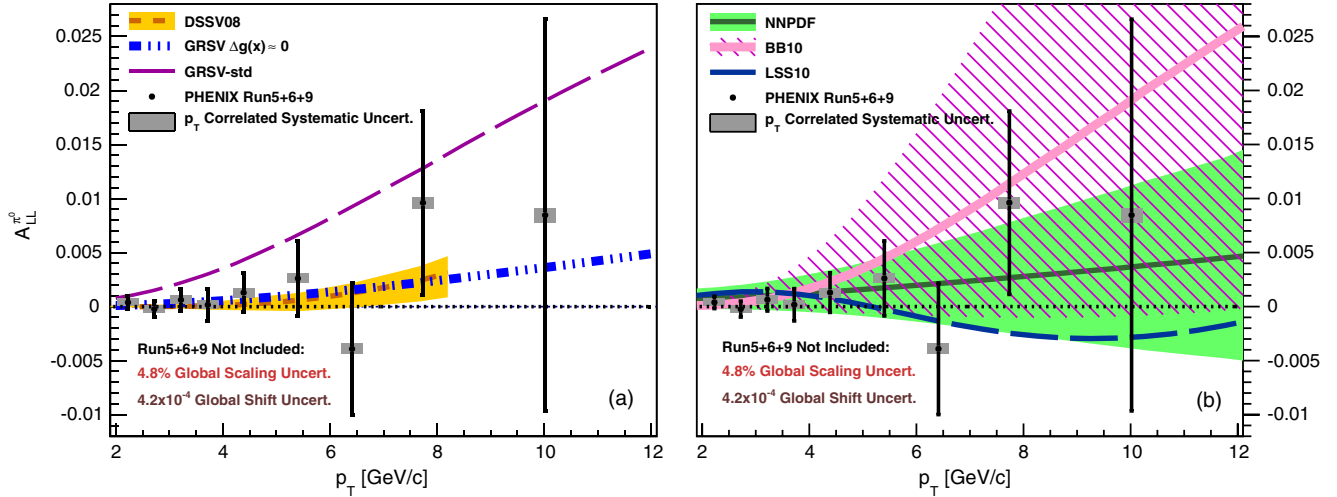 0.025
0.02
0.015
0.01
0.005
0
-0.005
-0.01
A_LL^π⁰
DSSV08
GRSV Δg(x) ≈ 0
GRSV-std
PHENIX Run5+6+9
p_T Correlated Systematic Uncert.
Run5+6+9 Not Included:
4.8% Global Scaling Uncert.
4.2x10⁻⁴ Global Shift Uncert.
(a)
2 4 6 8 10 12
p_T [GeV/c]
NNPDF
BB10
LSS10
PHENIX Run5+6+9
p_T Correlated Systematic Uncert.
Run5+6+9 Not Included:
4.8% Global Scaling Uncert.
4.2x10⁻⁴ Global Shift Uncert.
(b)
0.025
0.02
0.015
0.01
0.005
0
-0.005
-0.01
2 4 6 8 10 12
p_T [GeV/c]